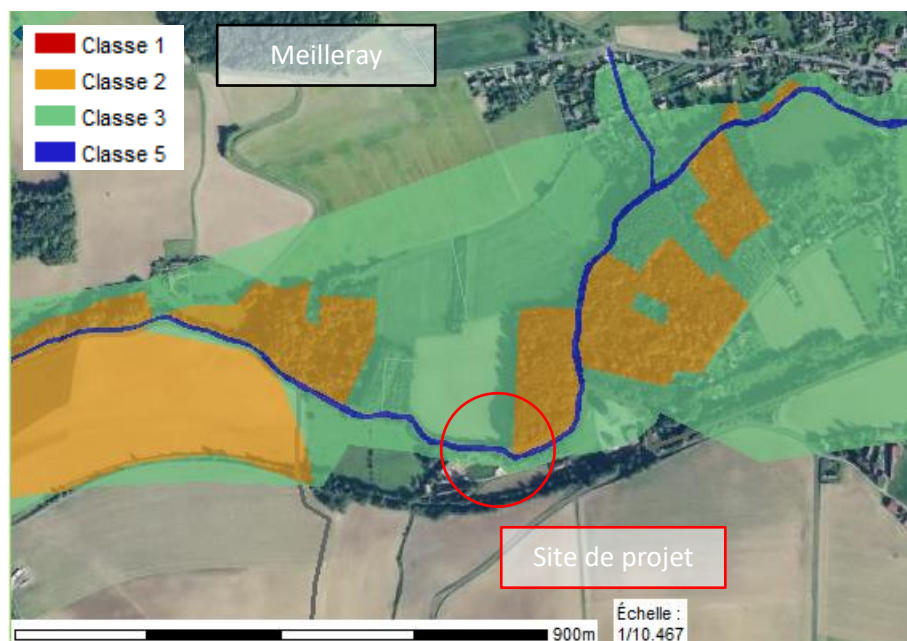 Classe 1
Classe 2
Classe 3
Classe 5
Meilleray
Site de projet
900m
Échelle :
1/10.467